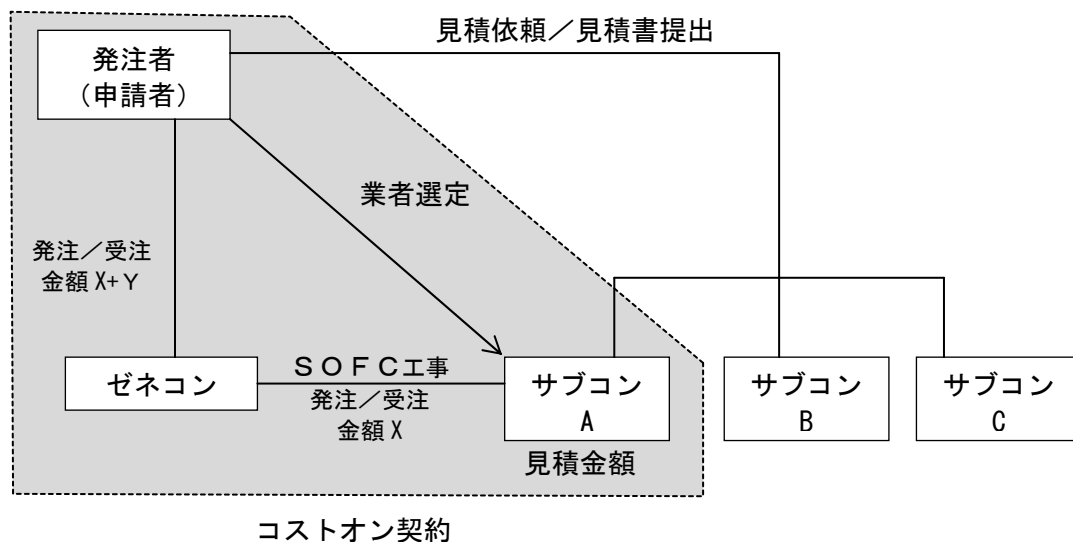 見積依頼／見積書提出
発注者
（申請者）
業者選定
発注／受注
金額 X+Y
ゼネコン
ＳＯＦＣ工事
発注／受注
金額 X
サブコン
A
見積金額
サブコン
B
サブコン
C
コストオン契約